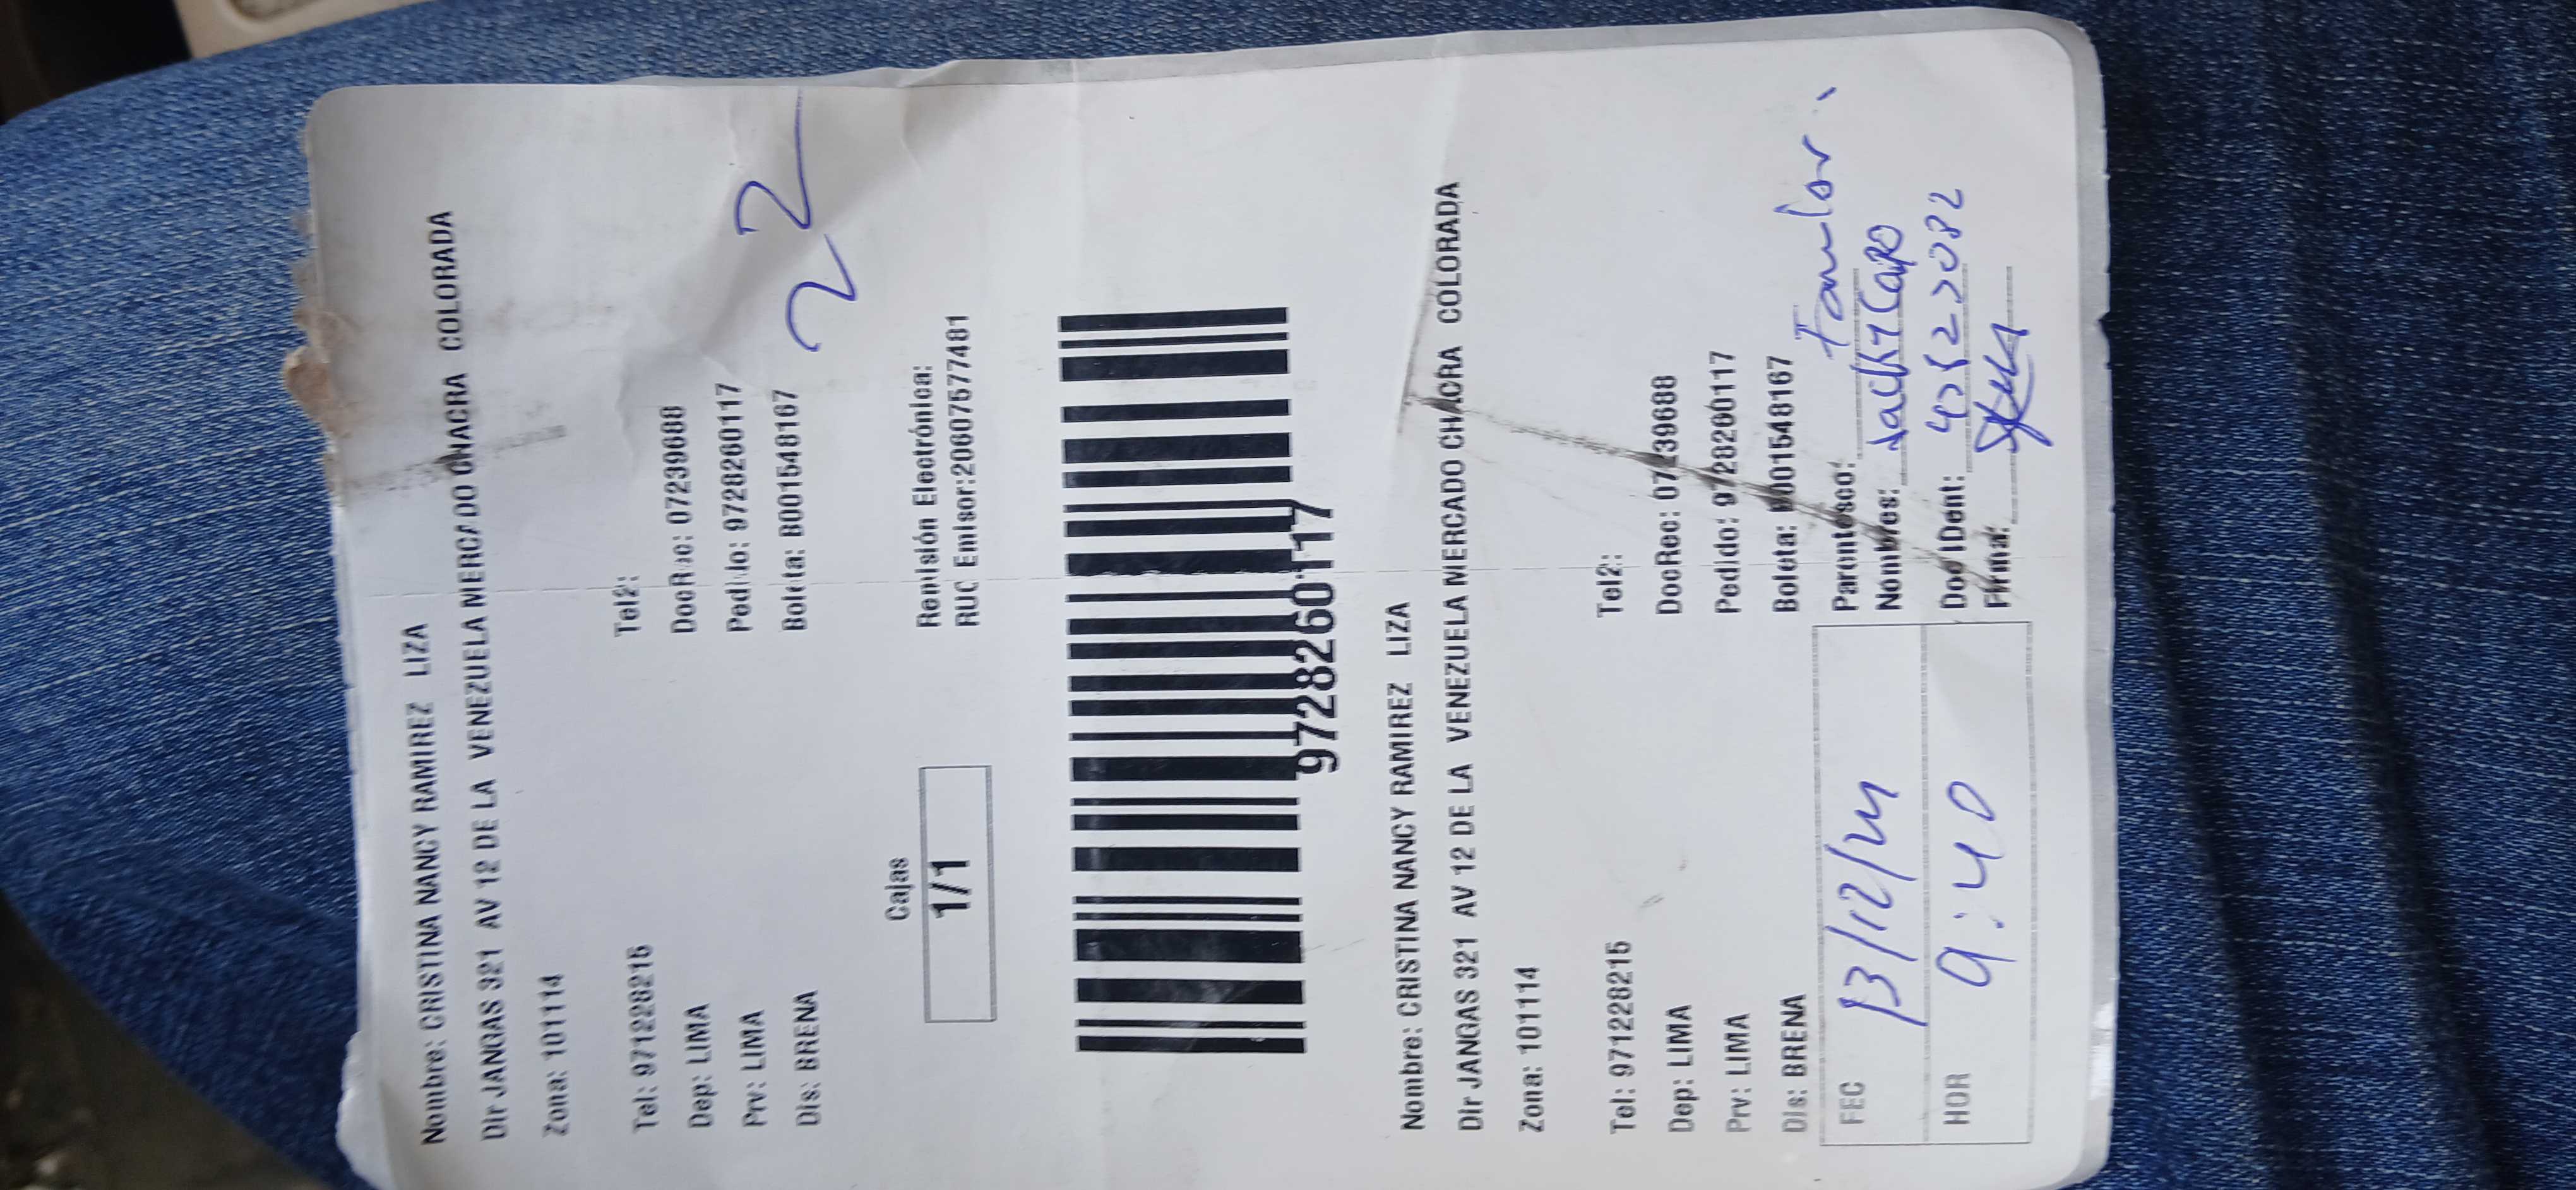 Nombre: CRISTINA NANCY RAMIREZ LIZA
Dir JANGAS 321 AV 12 DE LA VENEZUELA MERCADO CHACRA COLORADA
Zona: 101114
Tel: 971228215 Tel2:
Dep: LIMA DocRec: 07239688
Prv: LIMA Pedido: 9728260117
Dis: BRENA Boleta: B001548167
22
Cajas Remisión Electrónica:
1/1 RUC Emisor:20607577481
9728260117
Nombre: CRISTINA NANCY RAMIREZ LIZA
Dir JANGAS 321 AV 12 DE LA VENEZUELA MERCADO CHACRA COLORADA
Zona: 101114
Tel: 971228215 Tel2:
Dep: LIMA DocRec: 07239688
Prv: LIMA Pedido: 9728260117
Dis: BRENA Boleta: B001548167
FEC 13/12/24 Parentesco:
Nombres:
HOR 9:40 Doc IDent:
Firma: